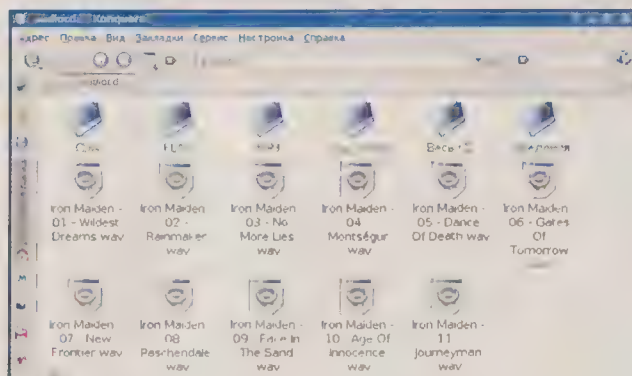 Правка Вид Закладки Сервис Настройка Справка
Iron Maiden - Iron Maiden Iron Maiden Iron Maiden Iron Maiden - Iron Maiden
01 - Wildest 02 - 03 - No 04 05 - Dance 06 - Gates
Dreams wav Rainmaker More Lies Montségur Of Death wav Of
wav wav wav Tomorrow
Iron Maiden Iron Maiden Iron Maiden Iron Maiden - Iron Maiden -
07 - New 08 09 - Face In 10 - Age Of 11
Frontier wav Paschendale The Sand Innocence Journeyman
wav wav wav wav